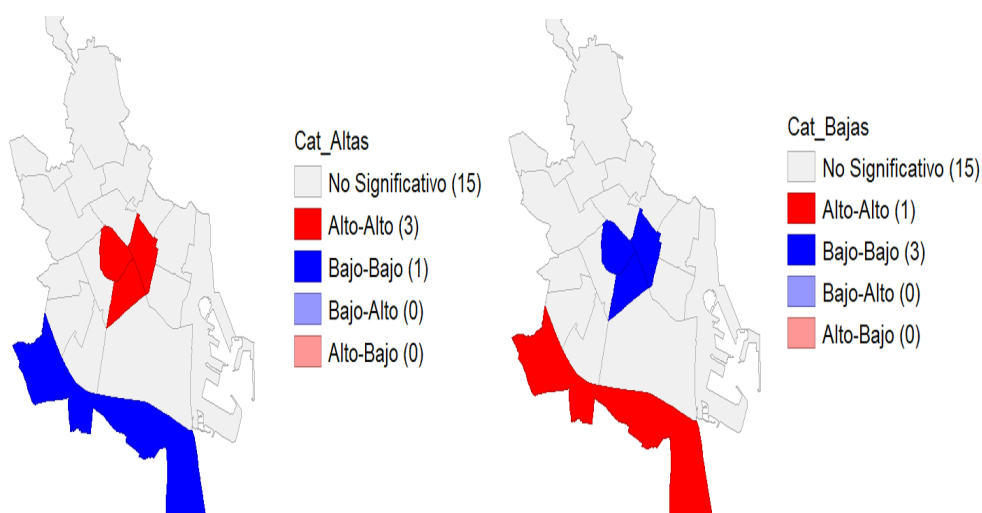 Cat_Altas
No Significativo (15)
Alto-Alto (3)
Bajo-Bajo (1)
Bajo-Alto (0)
Alto-Bajo (0)
Cat_Bajas
No Significativo (15)
Alto-Alto (1)
Bajo-Bajo (3)
Bajo-Alto (0)
Alto-Bajo (0)